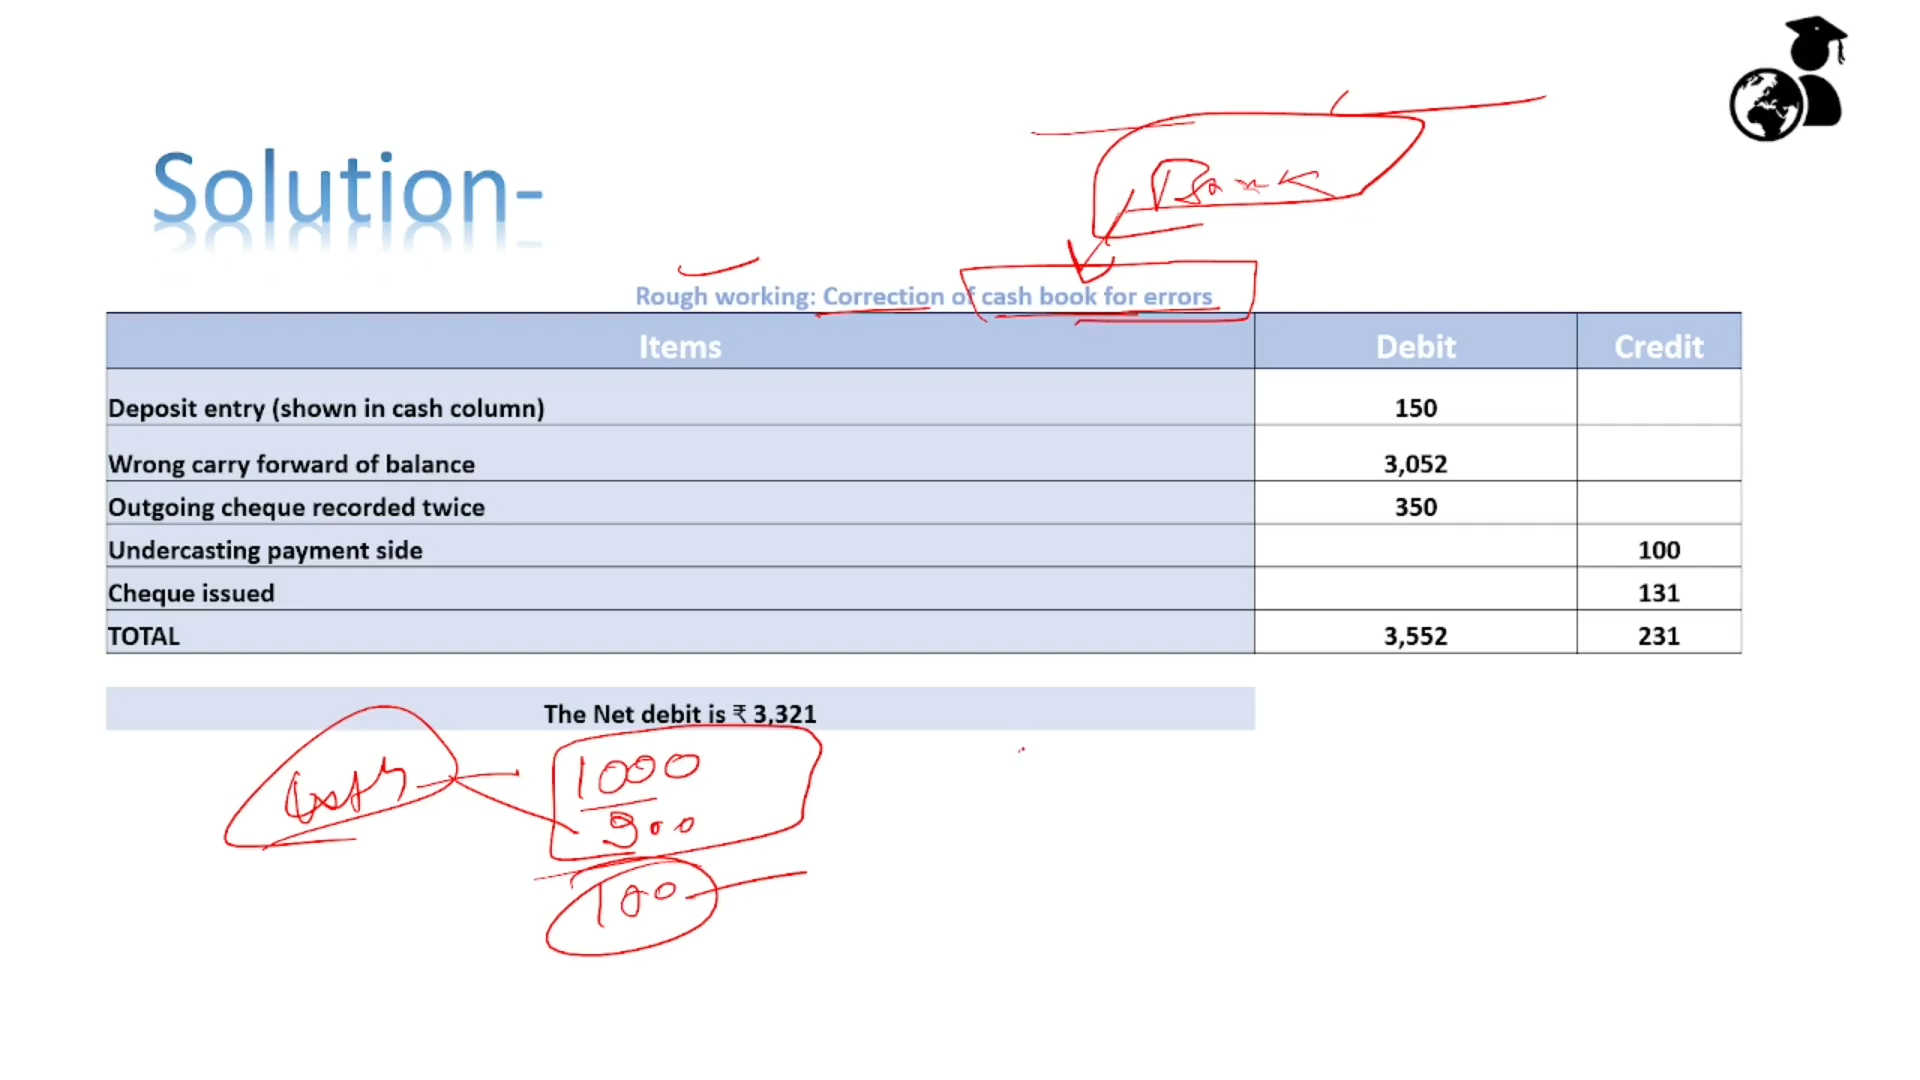 Bank
Solution-
Rough working: Correction of cash book for errors
Items Debit Credit
Deposit entry (shown in cash column) 150
Wrong carry forward of balance 3,052
Outgoing cheque recorded twice 350
Undercasting payment side 100
Cheque issued 131
TOTAL 3,552 231
The Net debit is ₹ 3,321
1000
900
100